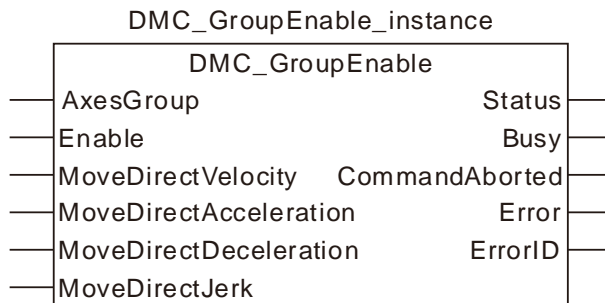 DMC_GroupEnable_instance
DMC_GroupEnable
AxesGroup Status
Enable Busy
MoveDirectVelocity CommandAborted
MoveDirectAcceleration Error
MoveDirectDeceleration ErrorID
MoveDirectJerk